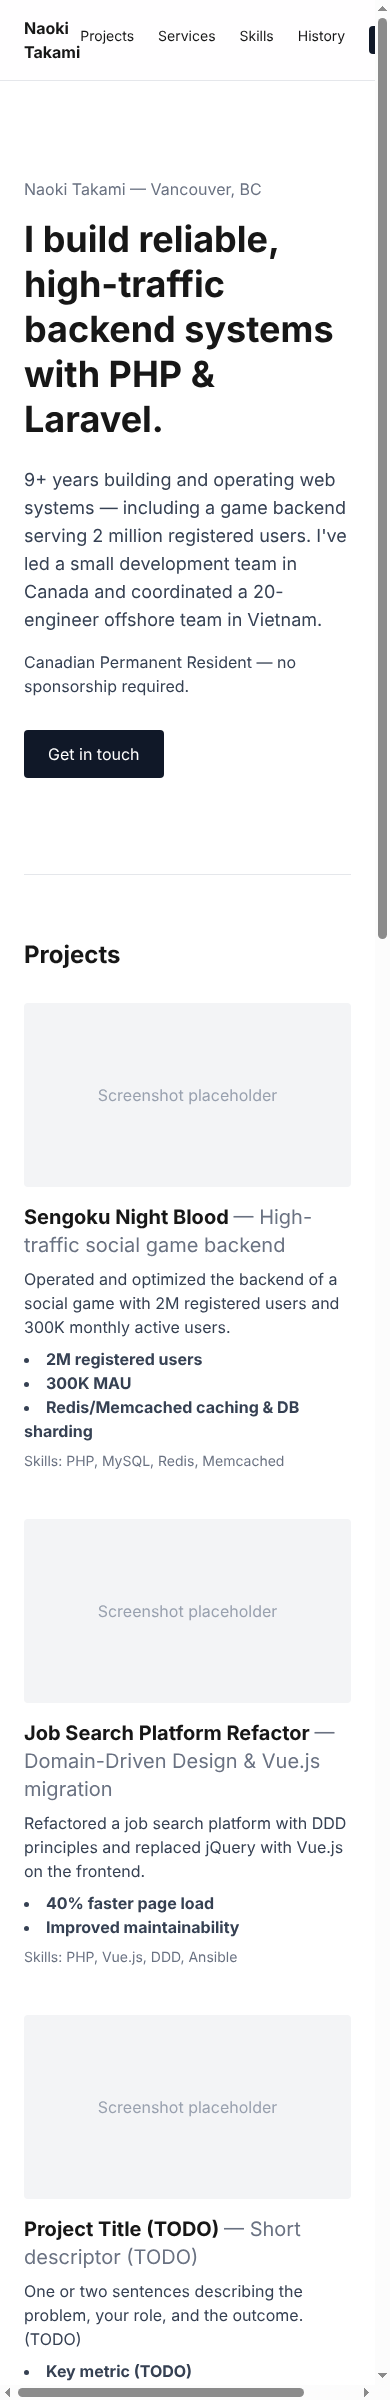 Naoki
Takami
Projects
Services
Skills
History
Naoki Takami — Vancouver, BC
I build reliable,
high-traffic
backend systems
with PHP &
Laravel.
9+ years building and operating web
systems — including a game backend
serving 2 million registered users. I've
led a small development team in
Canada and coordinated a 20-
engineer offshore team in Vietnam.
Canadian Permanent Resident — no
sponsorship required.
Get in touch
Projects
Screenshot placeholder
Sengoku Night Blood — High-
traffic social game backend
Operated and optimized the backend of a
social game with 2M registered users and
300K monthly active users.
• 2M registered users
• 300K MAU
• Redis/Memcached caching & DB
sharding
Skills: PHP, MySQL, Redis, Memcached
Screenshot placeholder
Job Search Platform Refactor —
Domain-Driven Design & Vue.js
migration
Refactored a job search platform with DDD
principles and replaced jQuery with Vue.js
on the frontend.
• 40% faster page load
• Improved maintainability
Skills: PHP, Vue.js, DDD, Ansible
Screenshot placeholder
Project Title (TODO) — Short
descriptor (TODO)
One or two sentences describing the
problem, your role, and the outcome.
(TODO)
• Key metric (TODO)